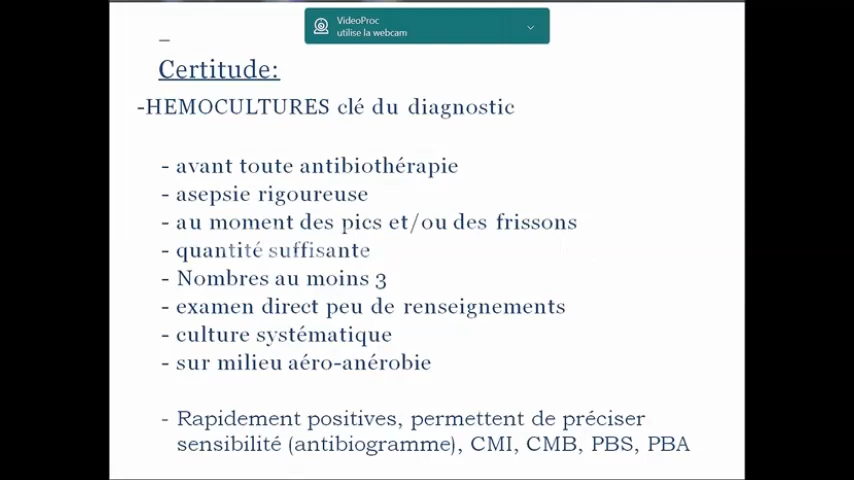 VideoProc
utilise la webcam
_
Certitude:
-HEMOCULTURES clé du diagnostic
- avant toute antibiothérapie
- asepsie rigoureuse
- au moment des pics et/ou des frissons
- quantité suffisante
- Nombres au moins 3
- examen direct peu de renseignements
- culture systématique
- sur milieu aéro-anérobie
- Rapidement positives, permettent de préciser
sensibilité (antibiogramme), CMI, CMB, PBS, PBA